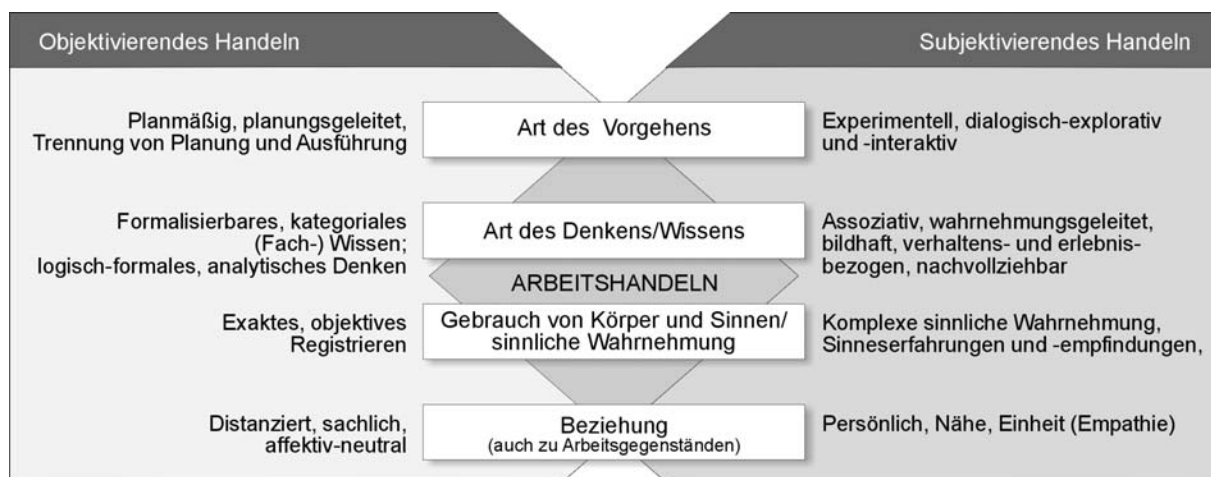 Objektivierendes Handeln
Subjektivierendes Handeln
Planmäßig, planungsgeleitet,
Trennung von Planung und Ausführung
Art des Vorgehens
Experimentell, dialogisch-explorativ
und -interaktiv
Formalisierbares, kategoriales
(Fach-) Wissen;
logisch-formales, analytisches Denken
Art des Denkens/Wissens
Assoziativ, wahrnehmungsgeleitet,
bildhaft, verhaltens- und erlebnis-
bezogen, nachvollziehbar
ARBEITSHANDELN
Exaktes, objektives
Registrieren
Gebrauch von Körper und Sinnen/
sinnliche Wahrnehmung
Komplexe sinnliche Wahrnehmung,
Sinneserfahrungen und -empfindungen,
Distanziert, sachlich,
affektiv-neutral
Beziehung
(auch zu Arbeitsgegenständen)
Persönlich, Nähe, Einheit (Empathie)